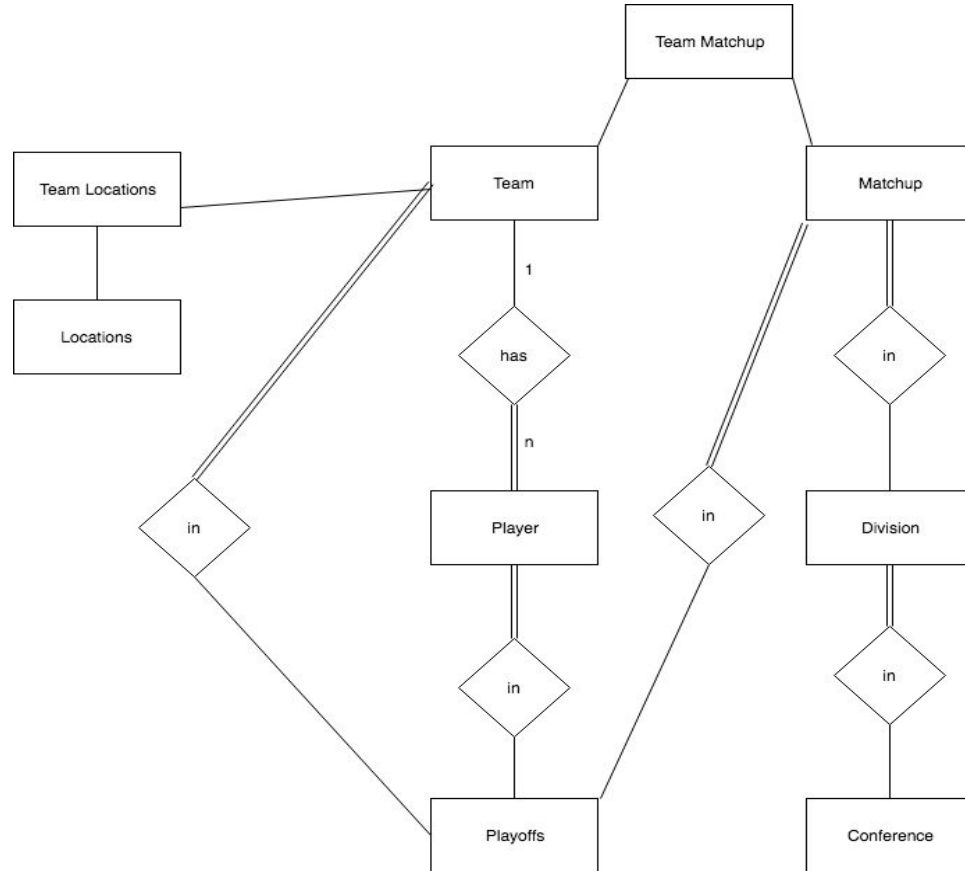 Team Matchup
Team Locations
Team
Matchup
1
Locations
has
in
n
in
Player
in
Division
in
in
Playoffs
Conference